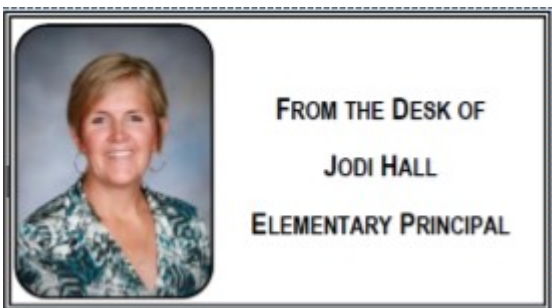 FROM THE DESK OF
JODI HALL
ELEMENTARY PRINCIPAL